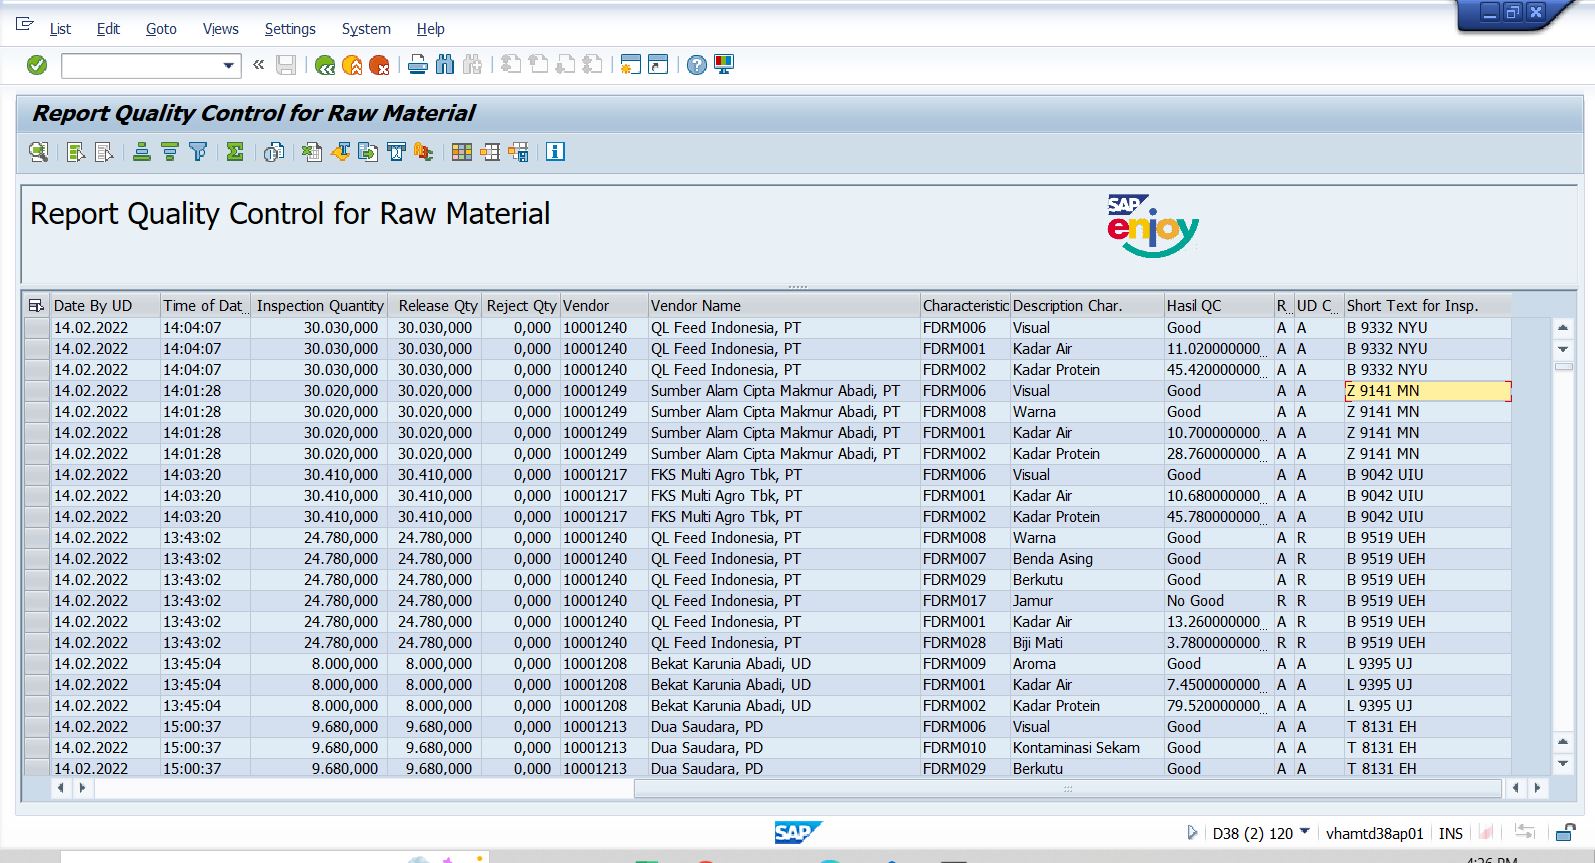 List Edit Goto Views Settings System Help
Report Quality Control for Raw Material
Report Quality Control for Raw Material
SAP
enjoy
Date By UD Time of Dat.. Inspection Quantity Release Qty Reject Qty Vendor Vendor Name Characteristic Description Char. Hasil QC R.. UD C.. Short Text for Insp.
14.02.2022 14:04:07 30.030,000 30.030,000 0,000 10001240 QL Feed Indonesia, PT FDRM006 Visual Good A A B 9332 NYU
14.02.2022 14:04:07 30.030,000 30.030,000 0,000 10001240 QL Feed Indonesia, PT FDRM001 Kadar Air 11.020000000... A A B 9332 NYU
14.02.2022 14:04:07 30.030,000 30.030,000 0,000 10001240 QL Feed Indonesia, PT FDRM002 Kadar Protein 45.420000000... A A B 9332 NYU
14.02.2022 14:01:28 30.020,000 30.020,000 0,000 10001249 Sumber Alam Cipta Makmur Abadi, PT FDRM006 Visual Good A A Z 9141 MN
14.02.2022 14:01:28 30.020,000 30.020,000 0,000 10001249 Sumber Alam Cipta Makmur Abadi, PT FDRM008 Warna Good A A Z 9141 MN
14.02.2022 14:01:28 30.020,000 30.020,000 0,000 10001249 Sumber Alam Cipta Makmur Abadi, PT FDRM001 Kadar Air 10.700000000... A A Z 9141 MN
14.02.2022 14:01:28 30.020,000 30.020,000 0,000 10001249 Sumber Alam Cipta Makmur Abadi, PT FDRM002 Kadar Protein 28.760000000... A A Z 9141 MN
14.02.2022 14:03:20 30.410,000 30.410,000 0,000 10001217 FKS Multi Agro Tbk, PT FDRM006 Visual Good A A B 9042 UIU
14.02.2022 14:03:20 30.410,000 30.410,000 0,000 10001217 FKS Multi Agro Tbk, PT FDRM001 Kadar Air 10.680000000... A A B 9042 UIU
14.02.2022 14:03:20 30.410,000 30.410,000 0,000 10001217 FKS Multi Agro Tbk, PT FDRM002 Kadar Protein 45.780000000... A A B 9042 UIU
14.02.2022 13:43:02 24.780,000 24.780,000 0,000 10001240 QL Feed Indonesia, PT FDRM008 Warna Good A R B 9519 UEH
14.02.2022 13:43:02 24.780,000 24.780,000 0,000 10001240 QL Feed Indonesia, PT FDRM007 Benda Asing Good A R B 9519 UEH
14.02.2022 13:43:02 24.780,000 24.780,000 0,000 10001240 QL Feed Indonesia, PT FDRM029 Berkutu Good A R B 9519 UEH
14.02.2022 13:43:02 24.780,000 24.780,000 0,000 10001240 QL Feed Indonesia, PT FDRM017 Jamur No Good R R B 9519 UEH
14.02.2022 13:43:02 24.780,000 24.780,000 0,000 10001240 QL Feed Indonesia, PT FDRM001 Kadar Air 13.260000000... A R B 9519 UEH
14.02.2022 13:43:02 24.780,000 24.780,000 0,000 10001240 QL Feed Indonesia, PT FDRM028 Biji Mati 3.7800000000... R R B 9519 UEH
14.02.2022 13:45:04 8.000,000 8.000,000 0,000 10001208 Bekat Karunia Abadi, UD FDRM009 Aroma Good A A L 9395 UJ
14.02.2022 13:45:04 8.000,000 8.000,000 0,000 10001208 Bekat Karunia Abadi, UD FDRM001 Kadar Air 7.4500000000... A A L 9395 UJ
14.02.2022 13:45:04 8.000,000 8.000,000 0,000 10001208 Bekat Karunia Abadi, UD FDRM002 Kadar Protein 79.520000000... A A L 9395 UJ
14.02.2022 15:00:37 9.680,000 9.680,000 0,000 10001213 Dua Saudara, PD FDRM006 Visual Good A A T 8131 EH
14.02.2022 15:00:37 9.680,000 9.680,000 0,000 10001213 Dua Saudara, PD FDRM010 Kontaminasi Sekam Good A A T 8131 EH
14.02.2022 15:00:37 9.680,000 9.680,000 0,000 10001213 Dua Saudara, PD FDRM029 Berkutu Good A A T 8131 EH
SAP D38 (2) 120 vhamtd38ap01 INS
4:26 PM